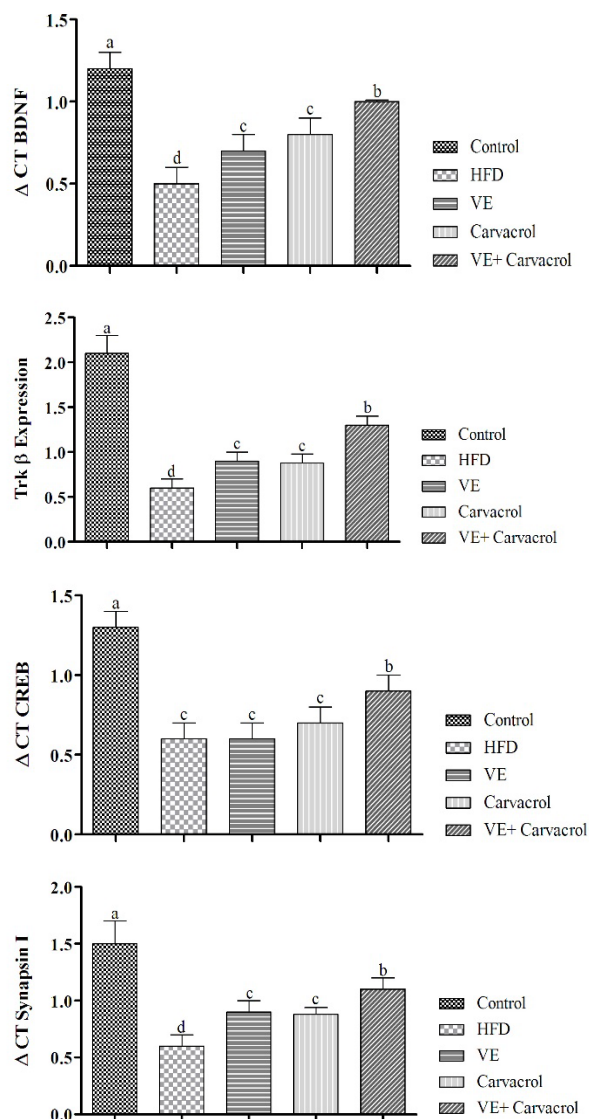 Δ CT BDNF
1.5
1.0
0.5
0.0
a
d
c
c
b
Control
HFD
VE
Carvacrol
VE+ Carvacrol
Trk β Expression
2.5
2.0
1.5
1.0
0.5
0.0
a
d
c
c
b
Control
HFD
VE
Carvacrol
VE+ Carvacrol
Δ CT CREB
1.5
1.0
0.5
0.0
a
c
c
c
b
Control
HFD
VE
Carvacrol
VE+ Carvacrol
Δ CT Synapsin I
2.0
1.5
1.0
0.5
0.0
a
d
c
c
b
Control
HFD
VE
Carvacrol
VE+ Carvacrol